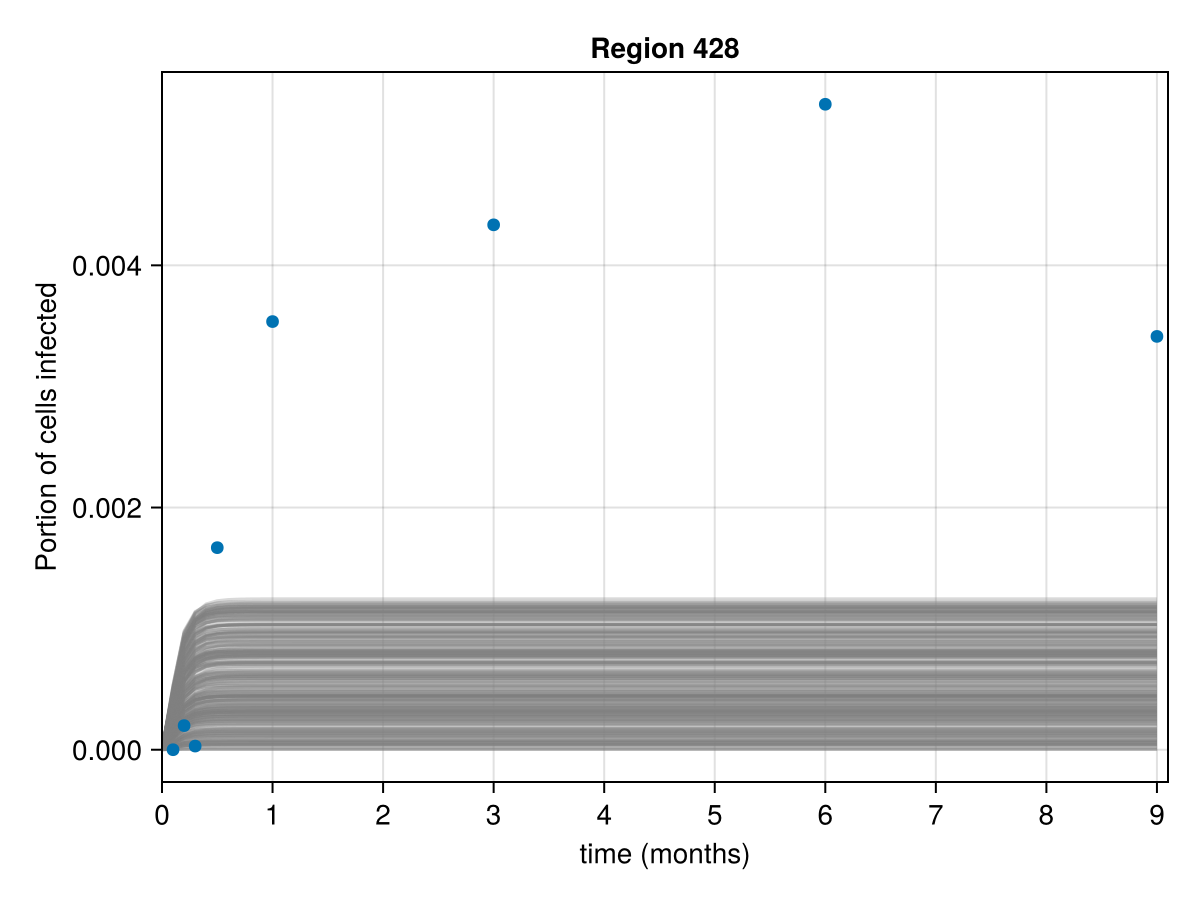 Region 428
Portion of cells infected
0.004
0.002
0.000
0 1 2 3 4 5 6 7 8 9
time (months)